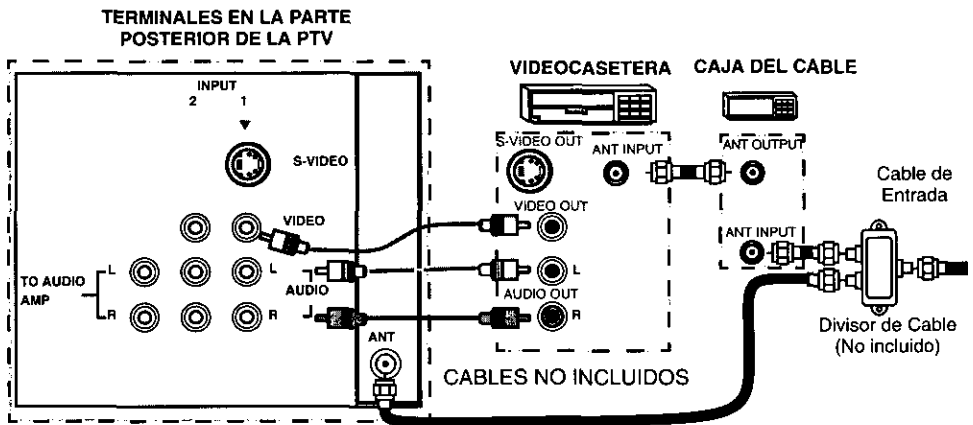 TERMINALES EN LA PARTE
POSTERIOR DE LA PTV
INPUT
2 1
S-VIDEO
VIDEO
TO AUDIO
AMP
L
R
L
R
AUDIO
ANT
VIDEOCASETERA
S-VIDEO OUT
ANT INPUT
VIDEO OUT
L
AUDIO OUT
R
CABLES NO INCLUIDOS
CAJA DEL CABLE
ANT OUTPUT
ANT INPUT
Cable de
Entrada
Divisor de Cable
(No incluido)